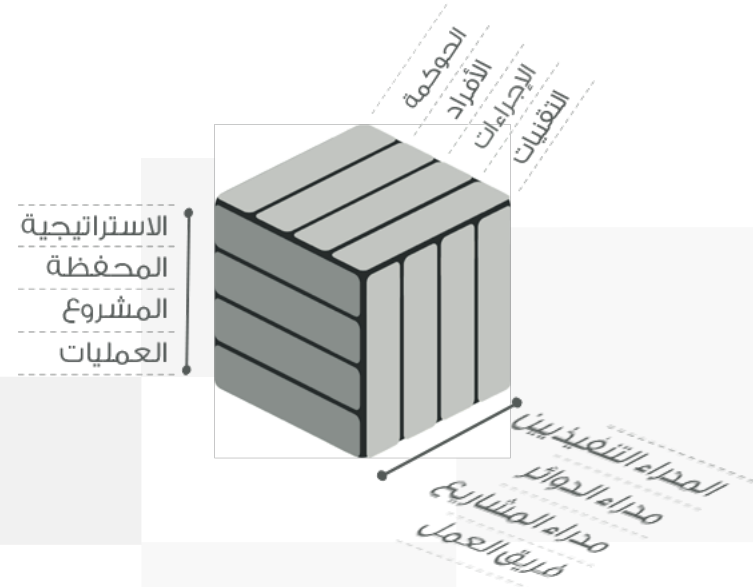 الحوكمة
الأفراد
الإجراءات
التقنيات
الاستراتيجية
المحفظة
المشروع
العمليات
المدراء التنفيذيين
مدراء الدوائر
مدراء المشاريع
فريق العمل